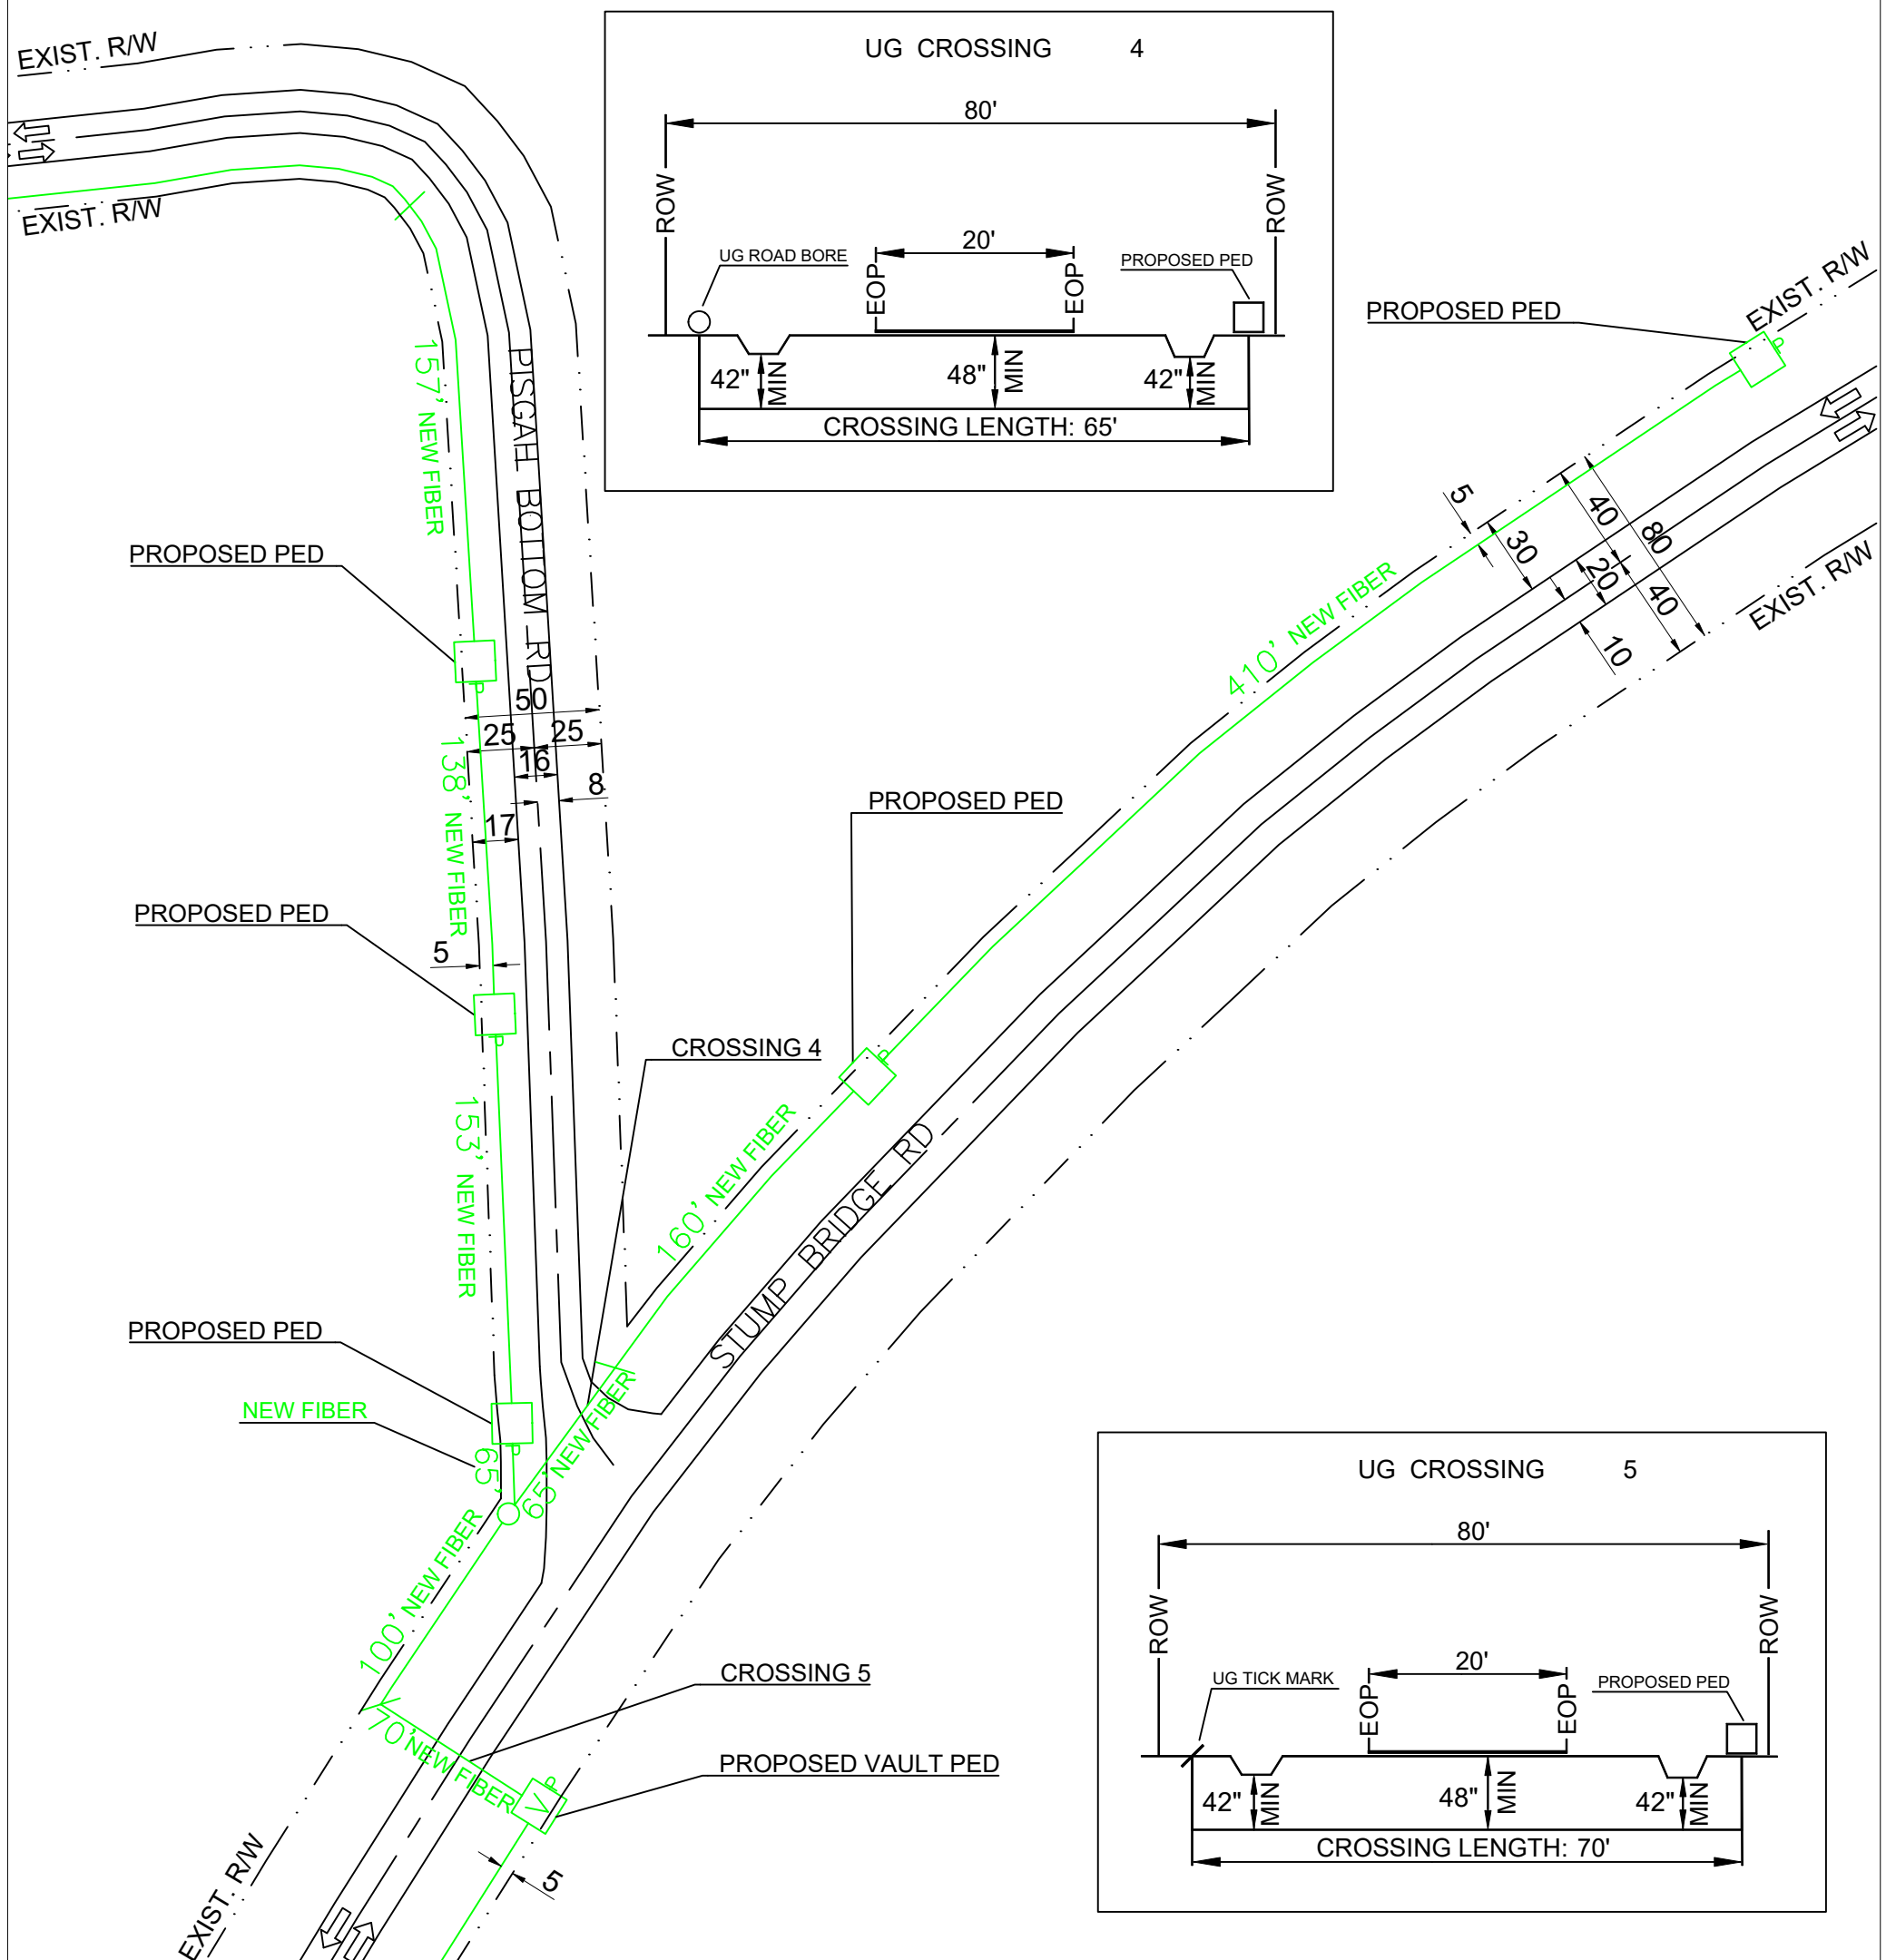 EXIST. R/W
EXIST. R/W
UG CROSSING 4
80'
ROW
ROW
20'
UG ROAD BORE
EOP
EOP
PROPOSED PED
42" MIN
48" MIN
42" MIN
CROSSING LENGTH: 65'
PROPOSED PED
EXIST. R/W
P
157' NEW FIBER
PISGAH BOTTOM RD
5
30
40
80
20
40
10
EXIST. R/W
410' NEW FIBER
PROPOSED PED
P
50
25
25
16
8
17
138' NEW FIBER
PROPOSED PED
P
PROPOSED PED
5
P
CROSSING 4
153' NEW FIBER
160' NEW FIBER
STUMP BRIDGE RD
PROPOSED PED
P
NEW FIBER
65'
65' NEW FIBER
100' NEW FIBER
CROSSING 5
70' NEW FIBER
PROPOSED VAULT PED
V
P
5
EXIST. R/W
UG CROSSING 5
80'
ROW
ROW
20'
UG TICK MARK
EOP
EOP
PROPOSED PED
42" MIN
48" MIN
42" MIN
CROSSING LENGTH: 70'